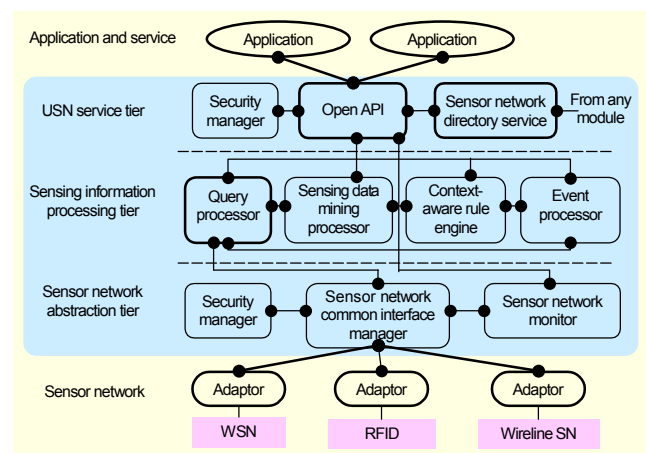 Application and service
Application
Application
USN service tier
Security
manager
Open API
Sensor network
directory service
From any
module
Sensing information
processing tier
Query
processor
Sensing data
mining
processor
Context-
aware rule
engine
Event
processor
Sensor network
abstraction tier
Security
manager
Sensor network
common interface
manager
Sensor network
monitor
Sensor network
Adaptor
Adaptor
Adaptor
WSN
RFID
Wireline SN